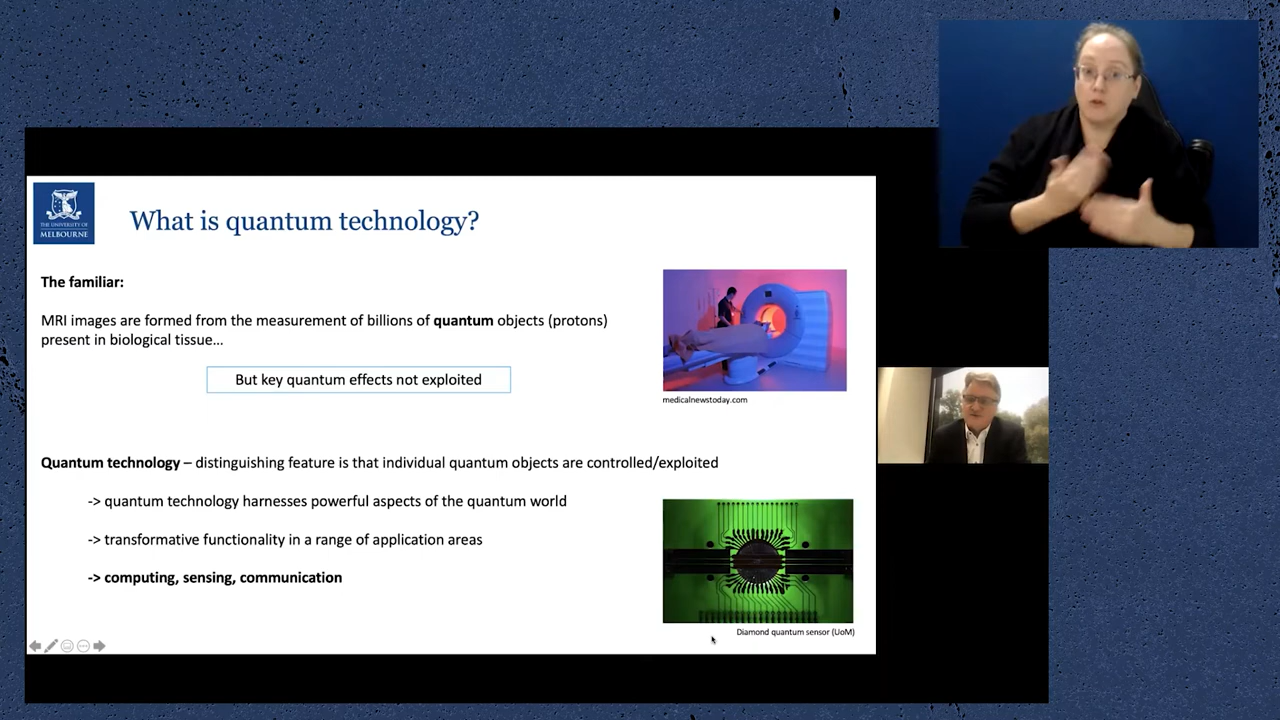 THE UNIVERSITY OF
MELBOURNE
What is quantum technology?
The familiar:
MRI images are formed from the measurement of billions of quantum objects (protons)
present in biological tissue...
But key quantum effects not exploited
medicalnewstoday.com
Quantum technology – distinguishing feature is that individual quantum objects are controlled/exploited
-> quantum technology harnesses powerful aspects of the quantum world
-> transformative functionality in a range of application areas
-> computing, sensing, communication
Diamond quantum sensor (UoM)